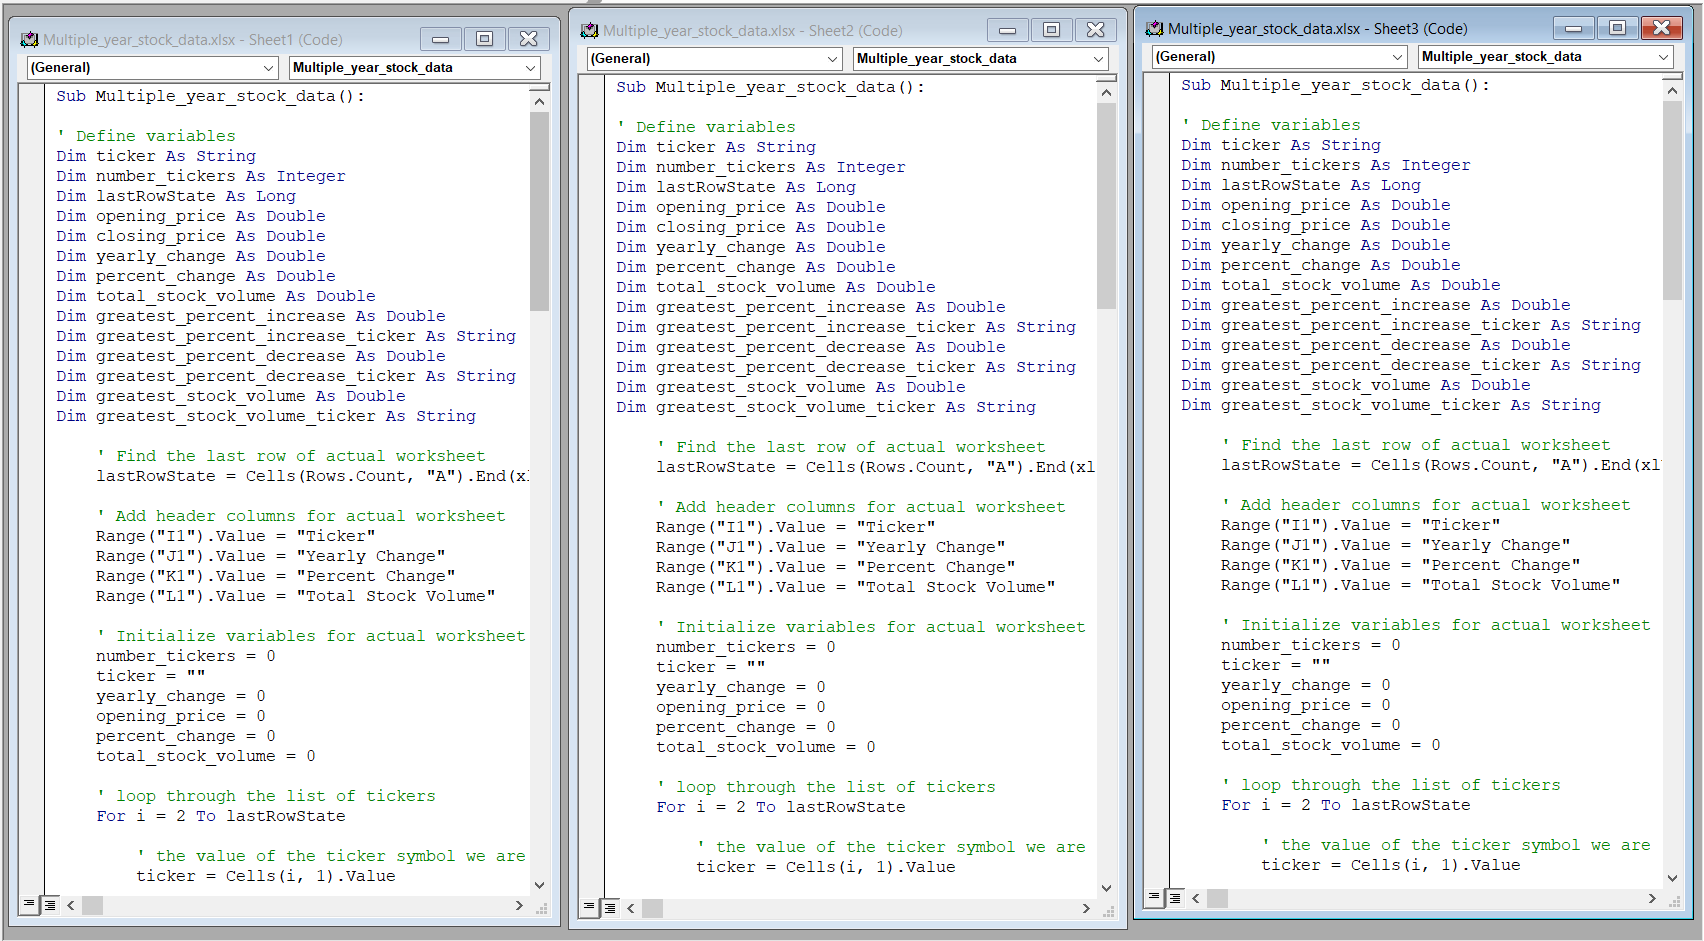 Multiple_year_stock_data.xlsx - Sheet1 (Code)
(General)
Multiple_year_stock_data
Sub Multiple_year_stock_data():
' Define variables
Dim ticker As String
Dim number_tickers As Integer
Dim lastRowState As Long
Dim opening_price As Double
Dim closing_price As Double
Dim yearly_change As Double
Dim percent_change As Double
Dim total_stock_volume As Double
Dim greatest_percent_increase As Double
Dim greatest_percent_increase_ticker As String
Dim greatest_percent_decrease As Double
Dim greatest_percent_decrease_ticker As String
Dim greatest_stock_volume As Double
Dim greatest_stock_volume_ticker As String
' Find the last row of actual worksheet
lastRowState = Cells(Rows.Count, "A").End(xl
' Add header columns for actual worksheet
Range("I1").Value = "Ticker"
Range("J1").Value = "Yearly Change"
Range("K1").Value = "Percent Change"
Range("L1").Value = "Total Stock Volume"
' Initialize variables for actual worksheet
number_tickers = 0
ticker = ""
yearly_change = 0
opening_price = 0
percent_change = 0
total_stock_volume = 0
' loop through the list of tickers
For i = 2 To lastRowState
' the value of the ticker symbol we are
ticker = Cells(i, 1).Value
Multiple_year_stock_data.xlsx - Sheet2 (Code)
(General)
Multiple_year_stock_data
Sub Multiple_year_stock_data():
' Define variables
Dim ticker As String
Dim number_tickers As Integer
Dim lastRowState As Long
Dim opening_price As Double
Dim closing_price As Double
Dim yearly_change As Double
Dim percent_change As Double
Dim total_stock_volume As Double
Dim greatest_percent_increase As Double
Dim greatest_percent_increase_ticker As String
Dim greatest_percent_decrease As Double
Dim greatest_percent_decrease_ticker As String
Dim greatest_stock_volume As Double
Dim greatest_stock_volume_ticker As String
' Find the last row of actual worksheet
lastRowState = Cells(Rows.Count, "A").End(xl
' Add header columns for actual worksheet
Range("I1").Value = "Ticker"
Range("J1").Value = "Yearly Change"
Range("K1").Value = "Percent Change"
Range("L1").Value = "Total Stock Volume"
' Initialize variables for actual worksheet
number_tickers = 0
ticker = ""
yearly_change = 0
opening_price = 0
percent_change = 0
total_stock_volume = 0
' loop through the list of tickers
For i = 2 To lastRowState
' the value of the ticker symbol we are
ticker = Cells(i, 1).Value
Multiple_year_stock_data.xlsx - Sheet3 (Code)
(General)
Multiple_year_stock_data
Sub Multiple_year_stock_data():
' Define variables
Dim ticker As String
Dim number_tickers As Integer
Dim lastRowState As Long
Dim opening_price As Double
Dim closing_price As Double
Dim yearly_change As Double
Dim percent_change As Double
Dim total_stock_volume As Double
Dim greatest_percent_increase As Double
Dim greatest_percent_increase_ticker As String
Dim greatest_percent_decrease As Double
Dim greatest_percent_decrease_ticker As String
Dim greatest_stock_volume As Double
Dim greatest_stock_volume_ticker As String
' Find the last row of actual worksheet
lastRowState = Cells(Rows.Count, "A").End(xl
' Add header columns for actual worksheet
Range("I1").Value = "Ticker"
Range("J1").Value = "Yearly Change"
Range("K1").Value = "Percent Change"
Range("L1").Value = "Total Stock Volume"
' Initialize variables for actual worksheet
number_tickers = 0
ticker = ""
yearly_change = 0
opening_price = 0
percent_change = 0
total_stock_volume = 0
' loop through the list of tickers
For i = 2 To lastRowState
' the value of the ticker symbol we are
ticker = Cells(i, 1).Value